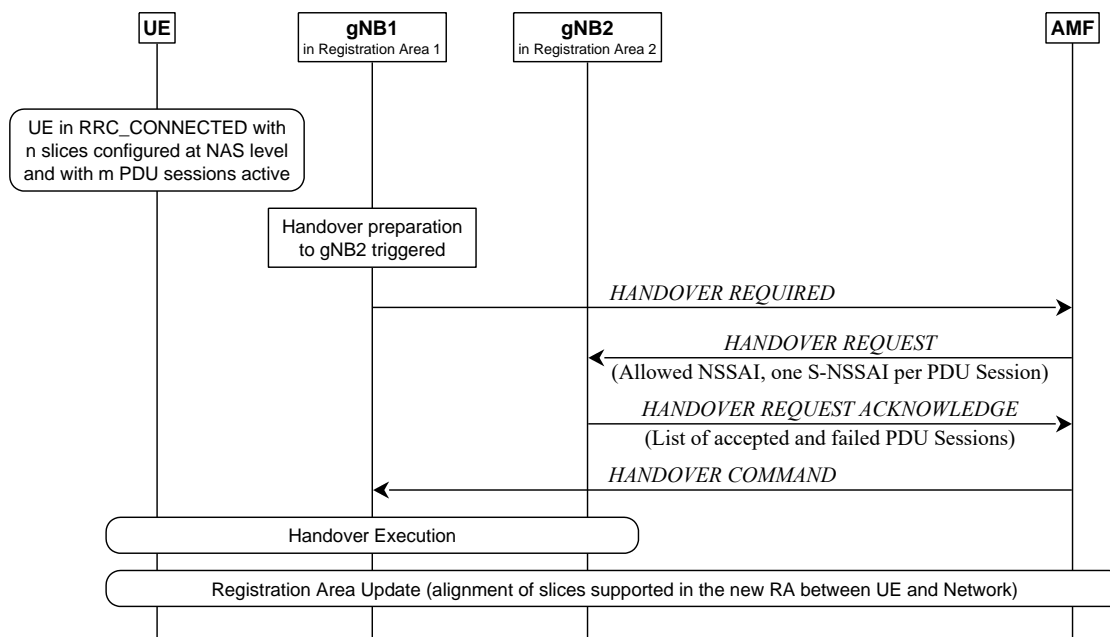 UE
gNB1
in Registration Area 1
gNB2
in Registration Area 2
AMF
UE in RRC_CONNECTED with
n slices configured at NAS level
and with m PDU sessions active
Handover preparation
to gNB2 triggered
HANDOVER REQUIRED
HANDOVER REQUEST
(Allowed NSSAI, one S-NSSAI per PDU Session)
HANDOVER REQUEST ACKNOWLEDGE
(List of accepted and failed PDU Sessions)
HANDOVER COMMAND
Handover Execution
Registration Area Update (alignment of slices supported in the new RA between UE and Network)